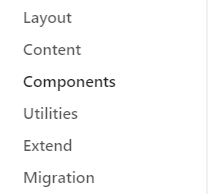 Layout
Content
Components
Utilities
Extend
Migration